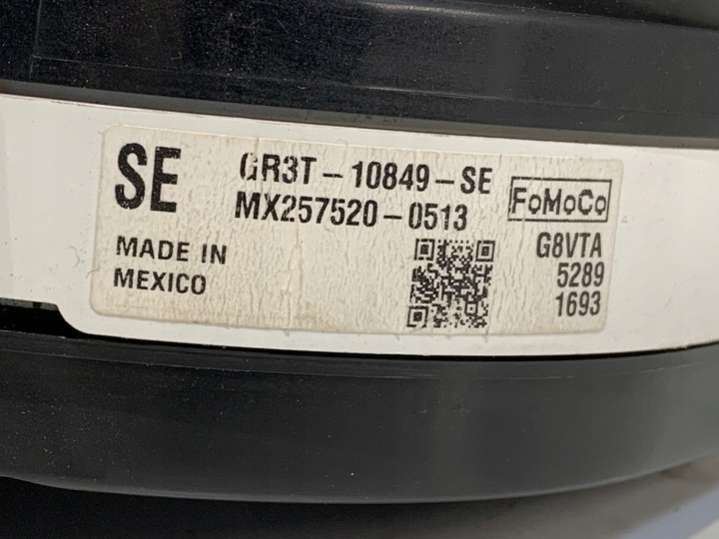 SE
GR3T-10849-SE
MX257520-0513
FoMoCo
MADE IN
MEXICO
G8VTA
5289
1693